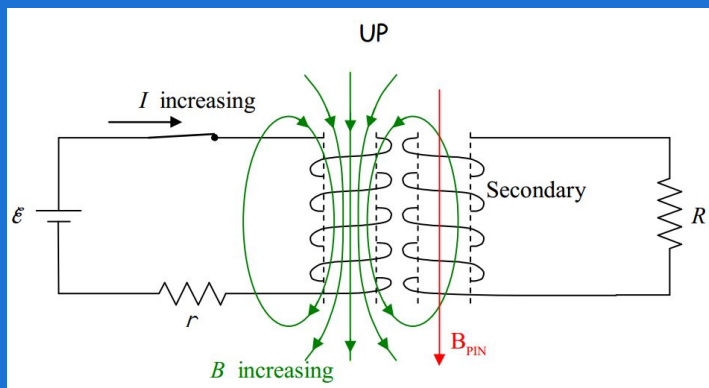 UP
I increasing
Secondary
ℰ
R
r
B_PIN
B increasing